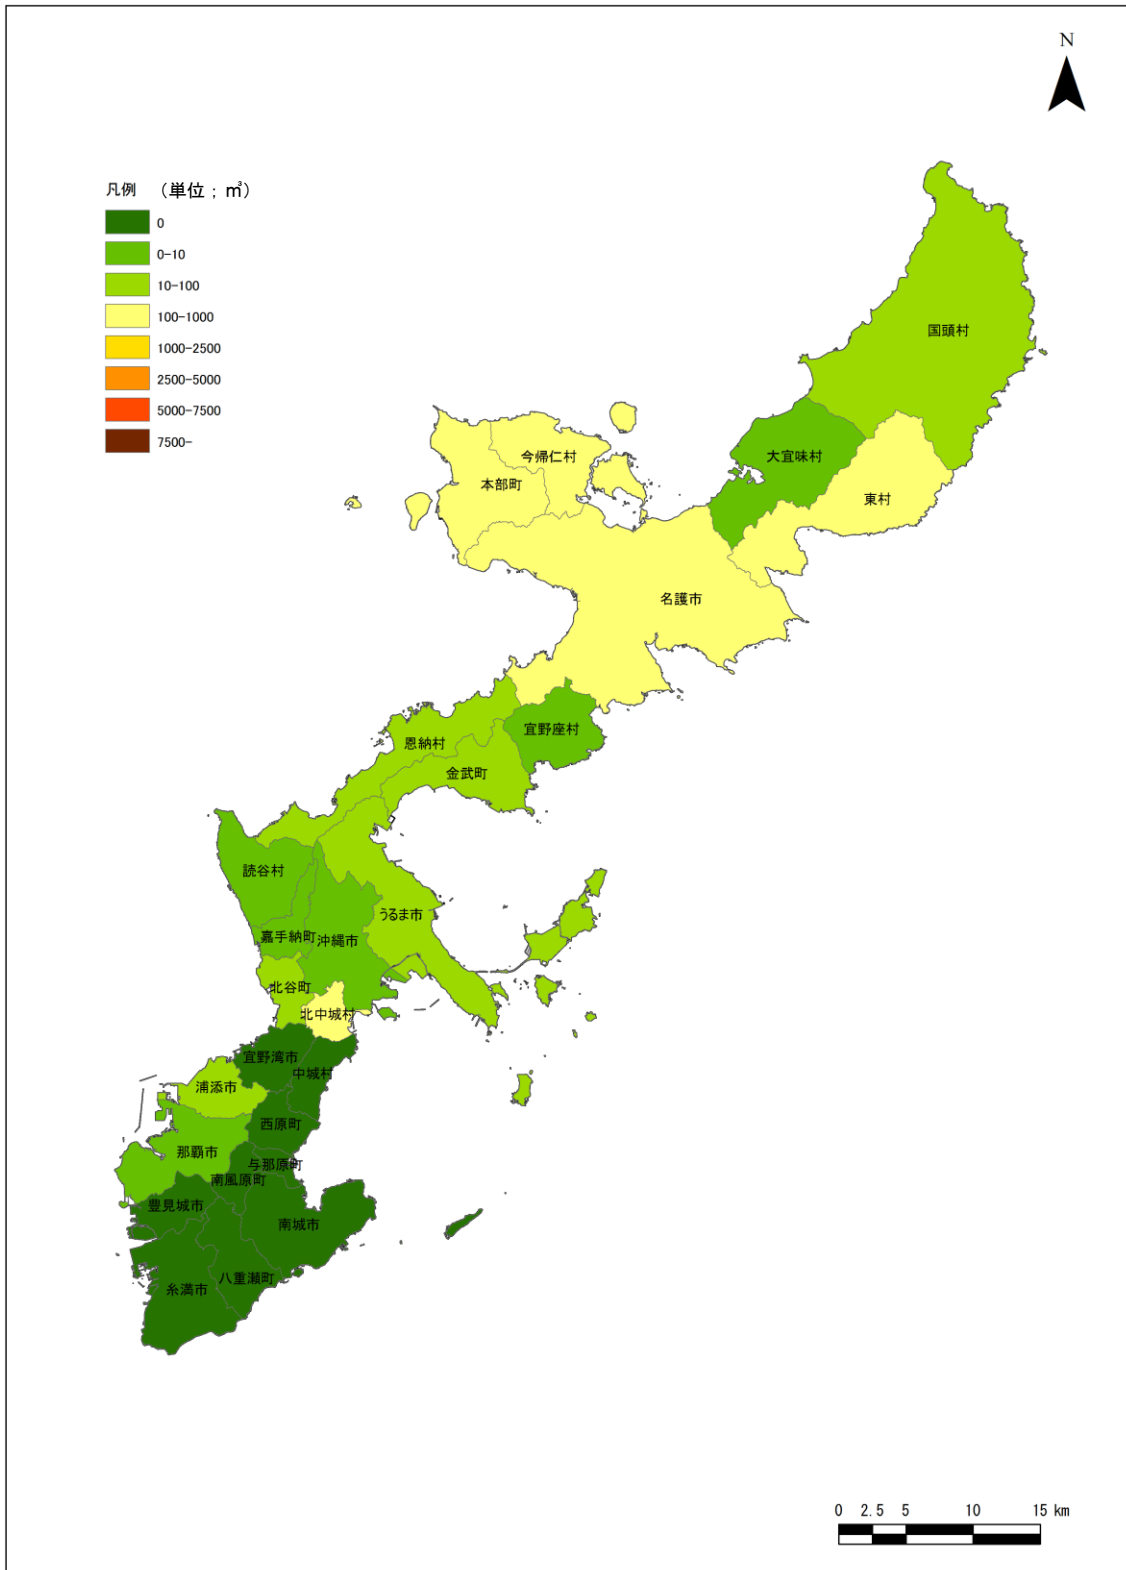 N
凡例 （単位；㎥）
0
0-10
10-100
100-1000
1000-2500
2500-5000
5000-7500
7500-
国頭村
大宜味村
今帰仁村
本部町
東村
名護市
宜野座村
恩納村
金武町
読谷村
うるま市
嘉手納町
沖縄市
北谷町
北中城村
宜野湾市
中城村
浦添市
西原町
那覇市
与那原町
南風原町
豊見城市
南城市
八重瀬町
糸満市
0 2.5 5 10 15 km